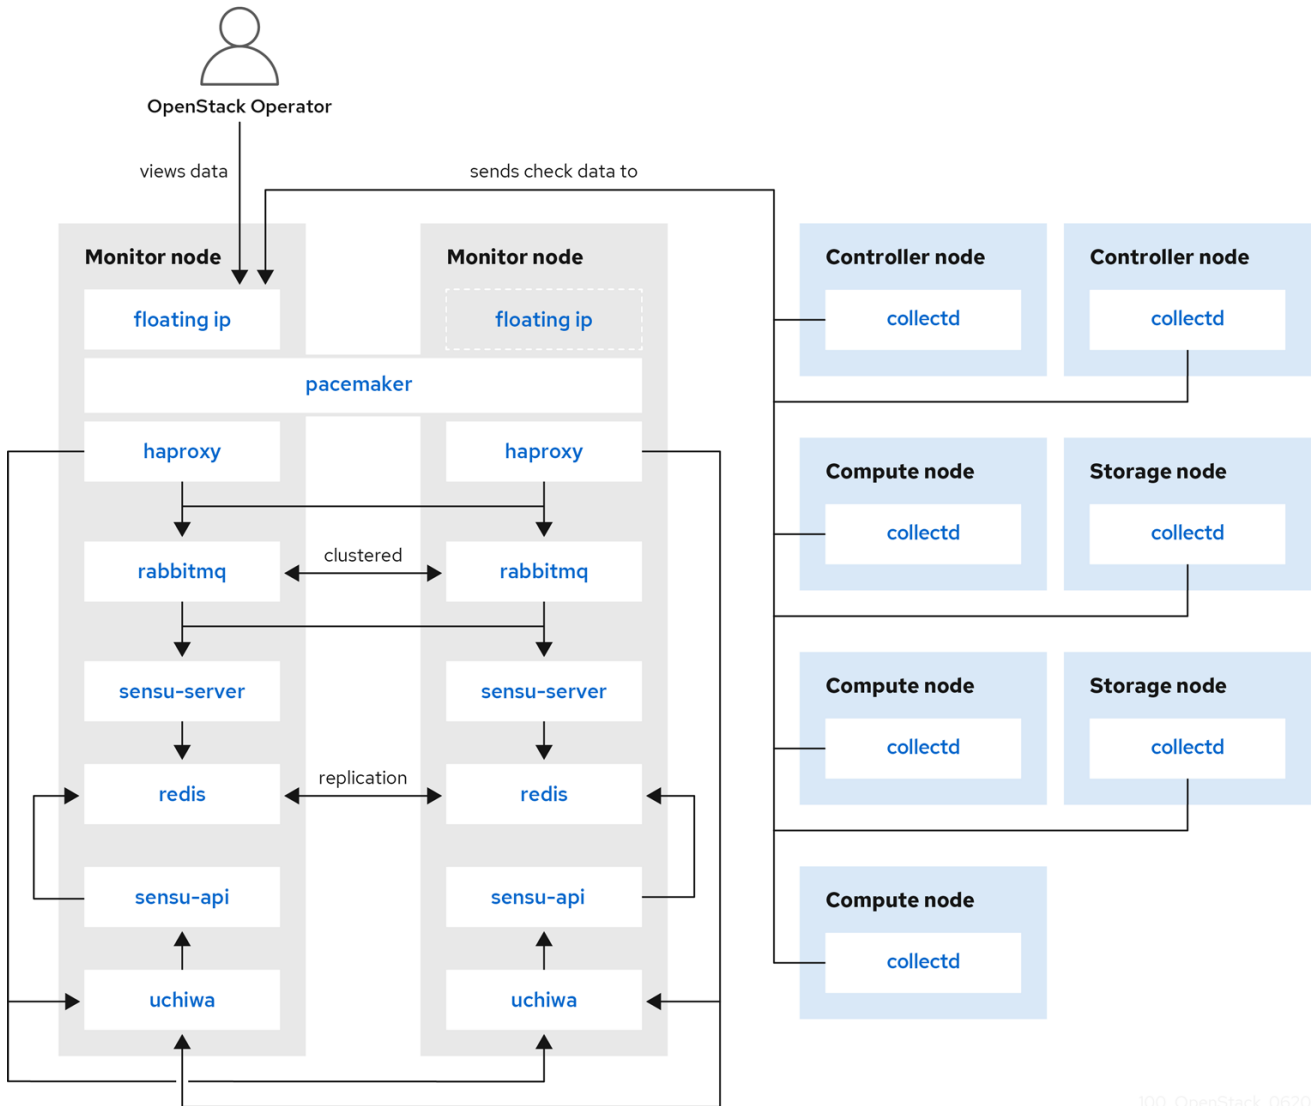 OpenStack Operator
views data
sends check data to
Monitor node
Monitor node
floating ip
floating ip
pacemaker
haproxy
haproxy
rabbitmq
clustered
rabbitmq
sensu-server
sensu-server
redis
replication
redis
sensu-api
sensu-api
uchiwa
uchiwa
Controller node
Controller node
collectd
collectd
Compute node
Storage node
collectd
collectd
Compute node
Storage node
collectd
collectd
Compute node
collectd
100_OpenStack_0620